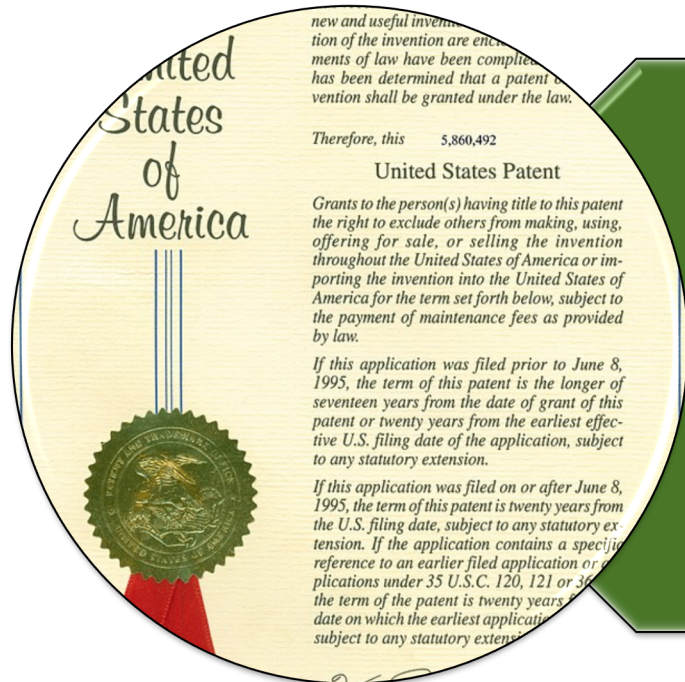 United
States
of
America
PATENT AND TRADEMARK OFFICE
UNITED STATES OF AMERICA
new and useful
tion of the invention are
ments of law have been
has been determined that a patent
vention shall be granted under the law.
Therefore, this 5,860,492
United States Patent
Grants to the person(s) having title to this patent
the right to exclude others from making, using,
offering for sale, or selling the invention
throughout the United States of America or im-
porting the invention into the United States of
America for the term set forth below, subject to
the payment of maintenance fees as provided
by law.
If this application was filed prior to June 8,
1995, the term of this patent is the longer of
seventeen years from the date of grant of this
patent or twenty years from the earliest effec-
tive U.S. filing date of the application, subject
to any statutory extension.
If this application was filed on or after June 8,
1995, the term of this patent is twenty years from
the U.S. filing date, subject to any statutory ex-
tension. If the application contains a specific
reference to an earlier filed application or
plications under 35 U.S.C. 120, 121 or
the term of the patent is twenty years
date on which the earliest
subject to any statutory